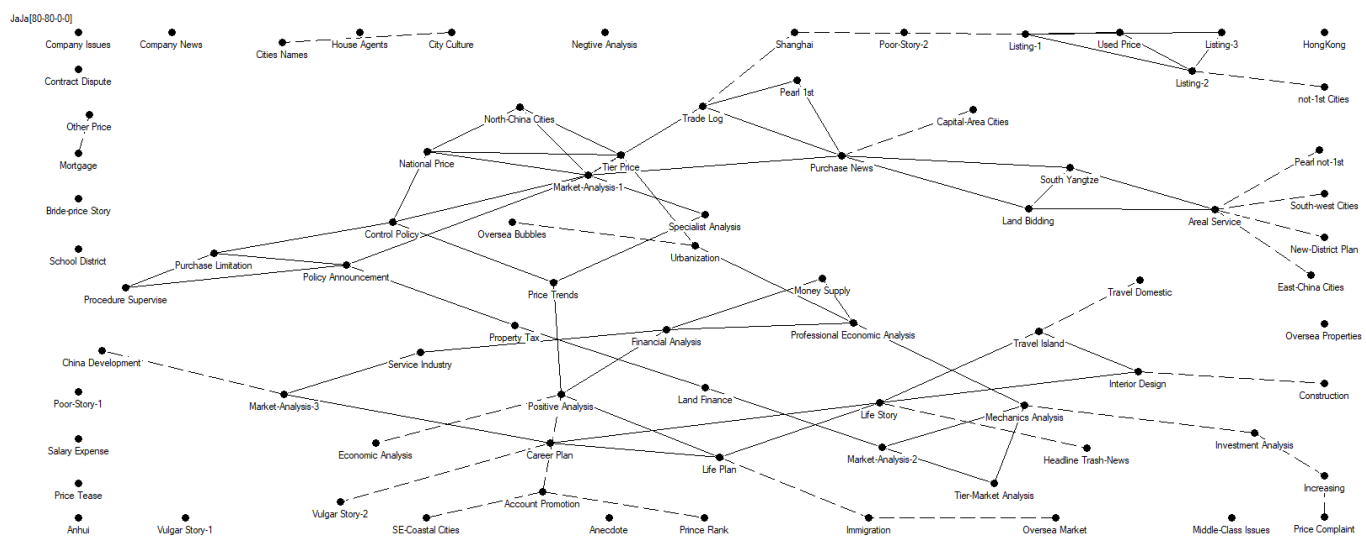 JaJa[80-80-0-0]
Company Issues
Company News
Cities Names
House Agents
City Culture
Negtive Analysis
Shanghai
Poor-Story-2
Listing-1
Used Price
Listing-3
HongKong
Contract Dispute
Listing-2
not-1st Cities
Pearl 1st
Other Price
North-China Cities
Trade Log
Capital-Area Cities
Mortgage
National Price
Tier Price
Purchase News
Pearl not-1st
Market-Analysis-1
South Yangtze
Bride-price Story
South-west Cities
Land Bidding
Areal Service
Control Policy
Oversea Bubbles
Specialist Analysis
New-District Plan
School District
Purchase Limitation
Policy Announcement
Urbanization
East-China Cities
Procedure Supervise
Price Trends
Money Supply
Travel Domestic
Property Tax
Financial Analysis
Professional Economic Analysis
Travel Island
Oversea Properties
China Development
Service Industry
Interior Design
Poor-Story-1
Market-Analysis-3
Positive Analysis
Land Finance
Life Story
Mechanics Analysis
Construction
Salary Expense
Economic Analysis
Career Plan
Life Plan
Market-Analysis-2
Headline Trash-News
Investment Analysis
Price Tease
Vulgar Story-2
Account Promotion
Tier-Market Analysis
Increasing
Anhui
Vulgar Story-1
SE-Coastal Cities
Anecdote
Prince Rank
Immigration
Oversea Market
Middle-Class Issues
Price Complaint